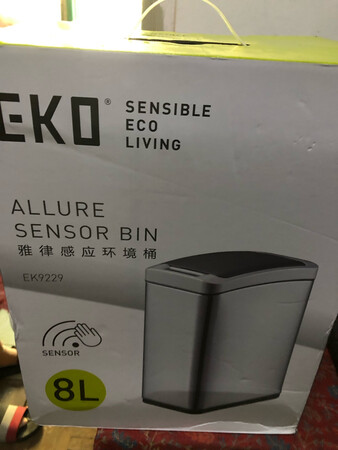 EKO®
SENSIBLE
ECO
LIVING
ALLURE
SENSOR BIN
雅律感应环境桶
EK9229
SENSOR
8L